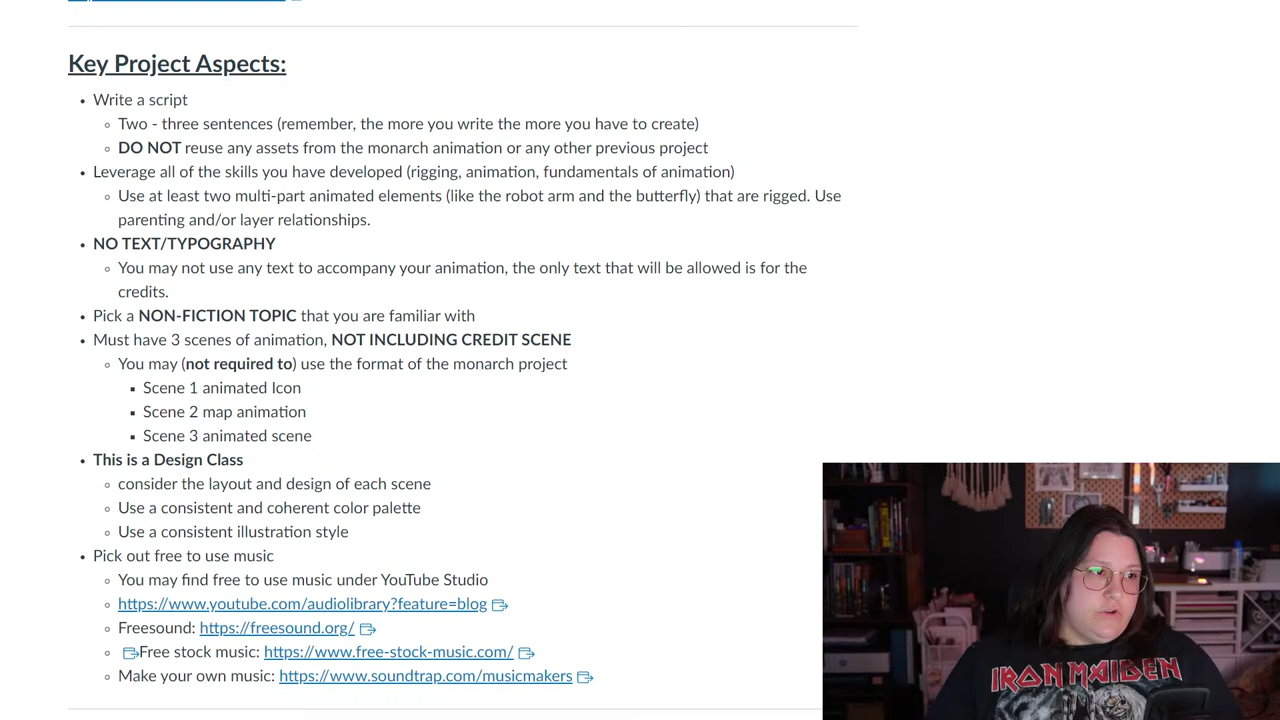 Key Project Aspects:
Write a script
Two - three sentences (remember, the more you write the more you have to create)
DO NOT reuse any assets from the monarch animation or any other previous project
Leverage all of the skills you have developed (rigging, animation, fundamentals of animation)
Use at least two multi-part animated elements (like the robot arm and the butterfly) that are rigged. Use
parenting and/or layer relationships.
NO TEXT/TYPOGRAPHY
You may not use any text to accompany your animation, the only text that will be allowed is for the
credits.
Pick a NON-FICTION TOPIC that you are familiar with
Must have 3 scenes of animation, NOT INCLUDING CREDIT SCENE
You may (not required to) use the format of the monarch project
Scene 1 animated Icon
Scene 2 map animation
Scene 3 animated scene
This is a Design Class
consider the layout and design of each scene
Use a consistent and coherent color palette
Use a consistent illustration style
Pick out free to use music
You may find free to use music under YouTube Studio
https://www.youtube.com/audiolibrary?feature=blog
Freesound: https://freesound.org/
Free stock music: https://www.free-stock-music.com/
Make your own music: https://www.soundtrap.com/musicmakers
IRON MAIDEN